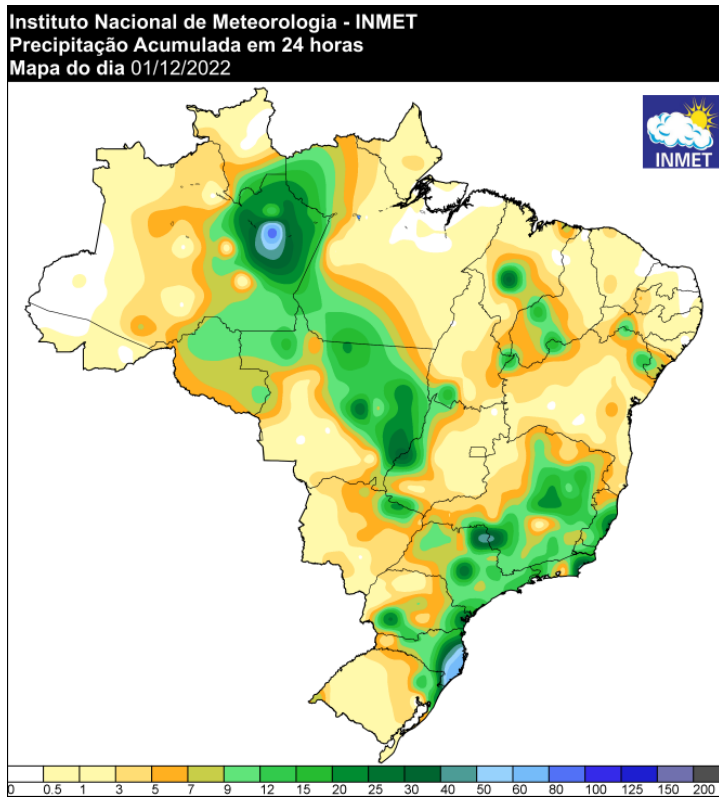 Instituto Nacional de Meteorologia - INMET
Precipitação Acumulada em 24 horas
Mapa do dia 01/12/2022
INMET
0 0.5 1 3 5 7 9 12 15 20 25 30 40 50 60 80 100 125 150 200